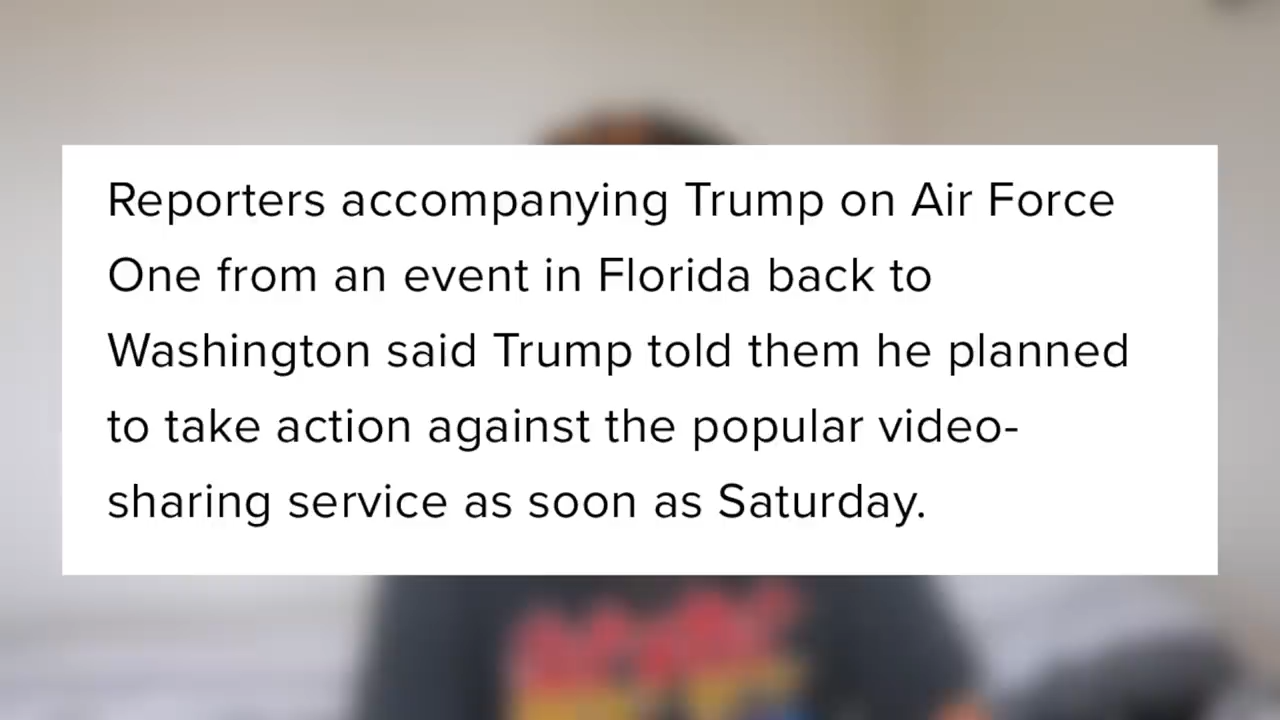 Reporters accompanying Trump on Air Force
One from an event in Florida back to
Washington said Trump told them he planned
to take action against the popular video-
sharing service as soon as Saturday.